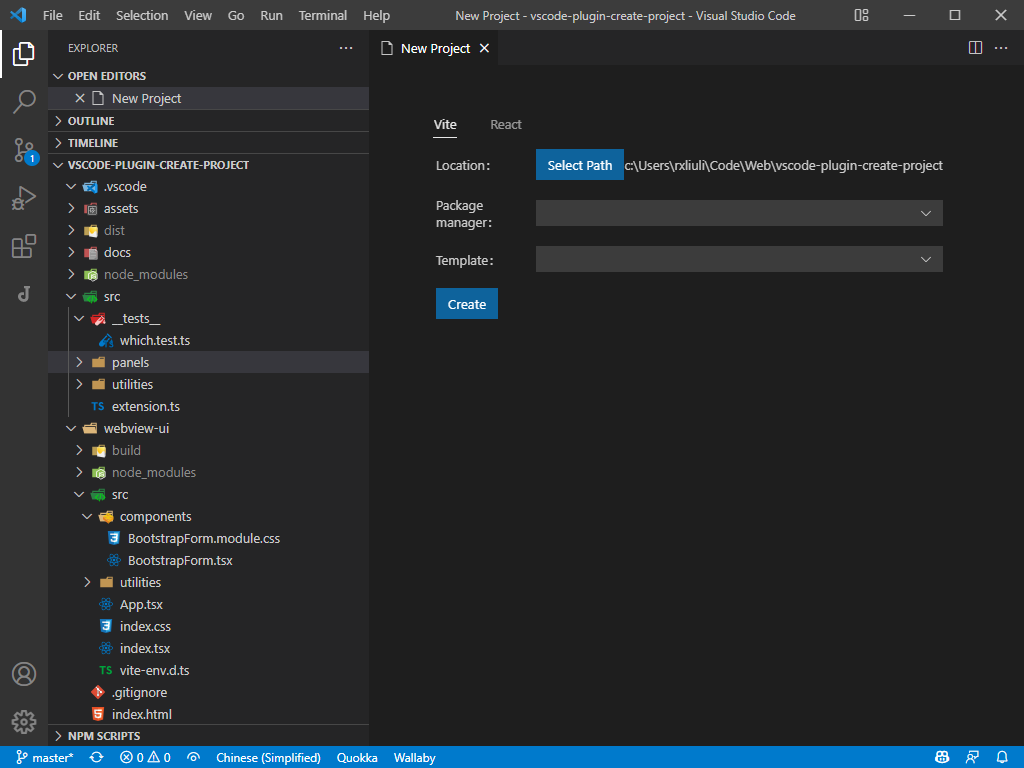 File Edit Selection View Go Run Terminal Help New Project - vscode-plugin-create-project - Visual Studio Code
EXPLORER
New Project
OPEN EDITORS
New Project
OUTLINE
TIMELINE
VSCODE-PLUGIN-CREATE-PROJECT
.vscode
assets
dist
docs
node_modules
src
__tests__
which.test.ts
panels
utilities
TS extension.ts
webview-ui
build
node_modules
src
components
BootstrapForm.module.css
BootstrapForm.tsx
utilities
App.tsx
index.css
index.tsx
TS vite-env.d.ts
.gitignore
index.html
NPM SCRIPTS
1
Vite React
Location: Select Path c:\Users\rxliuli\Code\Web\vscode-plugin-create-project
Package
manager:
Template:
Create
master* 0 0 Chinese (Simplified) Quokka Wallaby